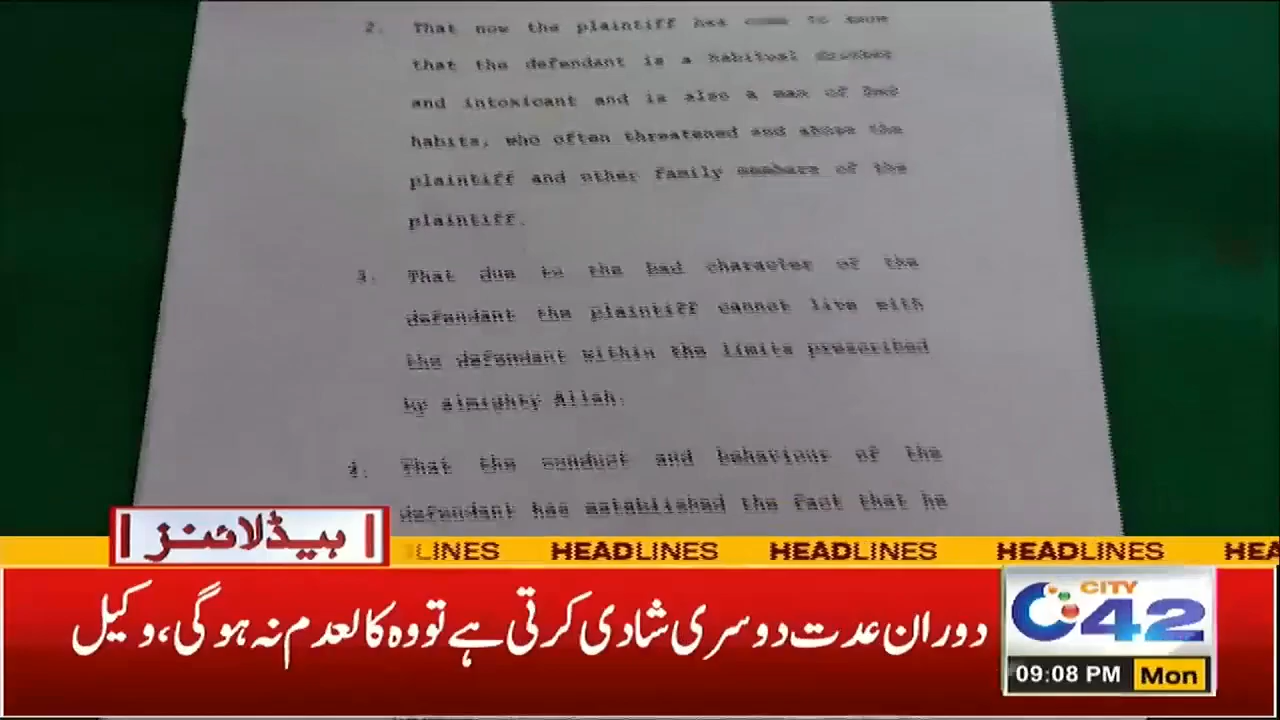 2. That now the plaintiff has come to know
that the defendant is a habitual
and intoxicant and is also a man of bad
habits, who often threatened and abuse the
plaintiff and other family members of the
plaintiff.
3. That due to the bad character of the
defendant the plaintiff cannot live with
the defendant within the limits prescribed
by almighty Allah.
4. That the conduct and behaviour of the
defendant has established the fact that he
ہیڈلائنز
LINES HEADLINES HEADLINES HEADLINES HEA
دوران عدت دوسری شادی کرتی ہے تو وہ کالعدم نہ ہوگی، وکیل
CITY
42
09:08 PM Mon